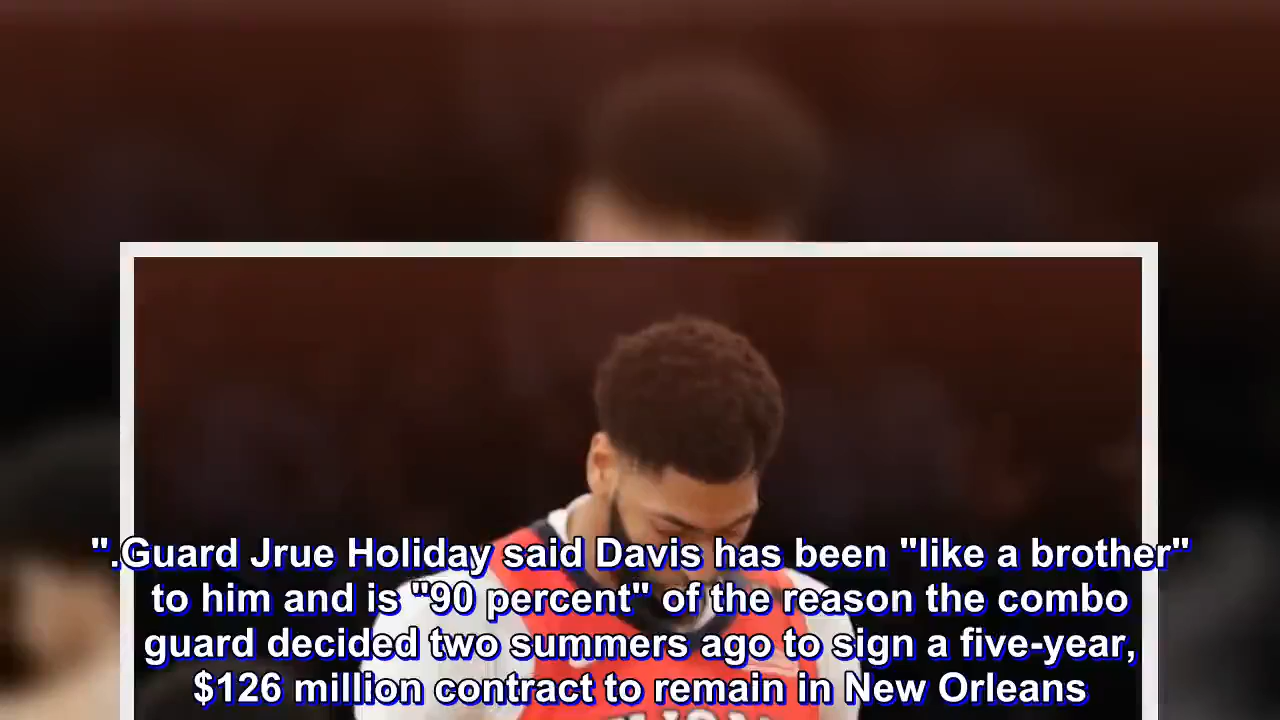 ".Guard Jrue Holiday said Davis has been "like a brother"
to him and is "90 percent" of the reason the combo
guard decided two summers ago to sign a five-year,
$126 million contract to remain in New Orleans